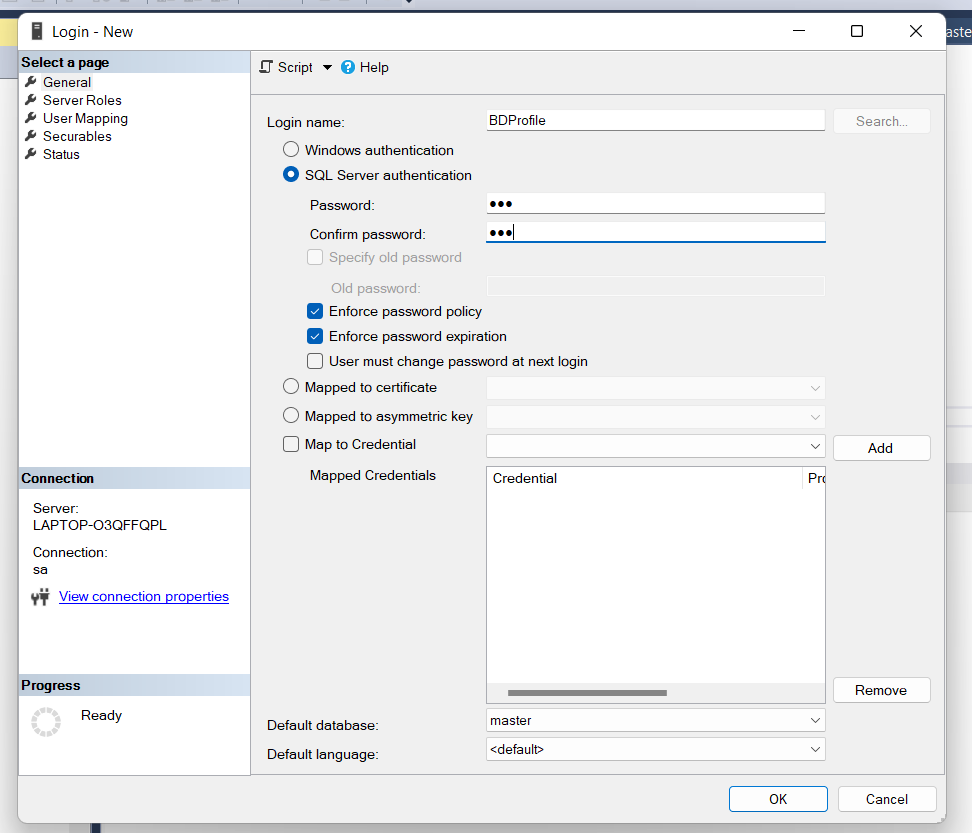 Login - New
Select a page
General
Server Roles
User Mapping
Securables
Status
Script
Help
Login name:
BDProfile
Search...
Windows authentication
SQL Server authentication
Password:
●●●
Confirm password:
●●●
Specify old password
Old password:
Enforce password policy
Enforce password expiration
User must change password at next login
Mapped to certificate
Mapped to asymmetric key
Map to Credential
Add
Mapped Credentials
Credential
Remove
Default database:
master
Default language:
<default>
Connection
Server:
LAPTOP-O3QFFQPL
Connection:
sa
View connection properties
Progress
Ready
OK
Cancel